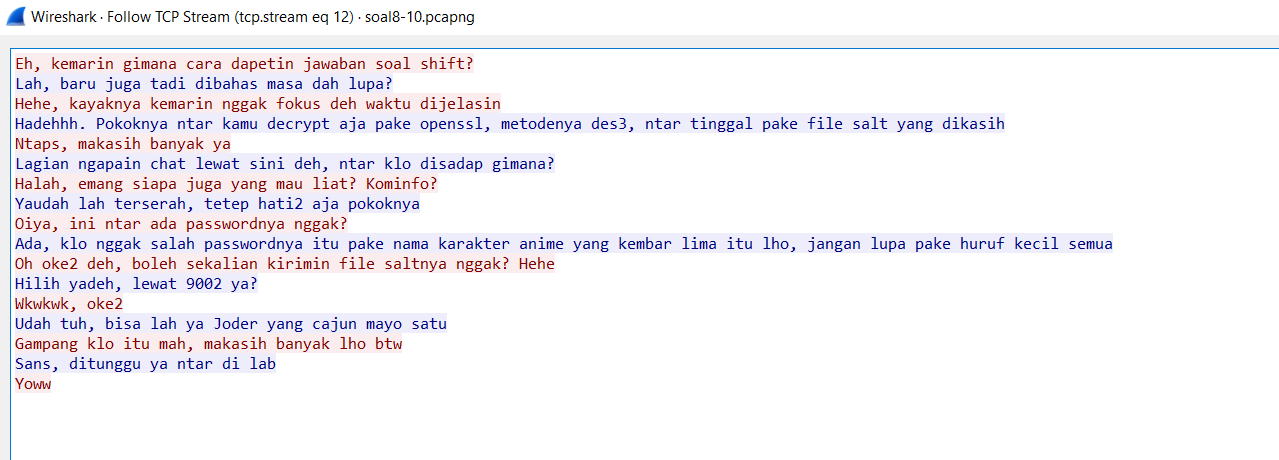 Wireshark · Follow TCP Stream (tcp.stream eq 12) · soal8-10.pcapng
Eh, kemarin gimana cara dapetin jawaban soal shift?
Lah, baru juga tadi dibahas masa dah lupa?
Hehe, kayaknya kemarin nggak fokus deh waktu dijelasin
Hadehhh. Pokoknya ntar kamu decrypt aja pake openssl, metodenya des3, ntar tinggal pake file salt yang dikasih
Ntaps, makasih banyak ya
Lagian ngapain chat lewat sini deh, ntar klo disadap gimana?
Halah, emang siapa juga yang mau liat? Kominfo?
Yaudah lah terserah, tetep hati2 aja pokoknya
Oiya, ini ntar ada passwordnya nggak?
Ada, klo nggak salah passwordnya itu pake nama karakter anime yang kembar lima itu lho, jangan lupa pake huruf kecil semua
Oh oke2 deh, boleh sekalian kirimin file saltnya nggak? Hehe
Hilih yadeh, lewat 9002 ya?
Wkwkwk, oke2
Udah tuh, bisa lah ya Joder yang cajun mayo satu
Gampang klo itu mah, makasih banyak lho btw
Sans, ditunggu ya ntar di lab
Yoww